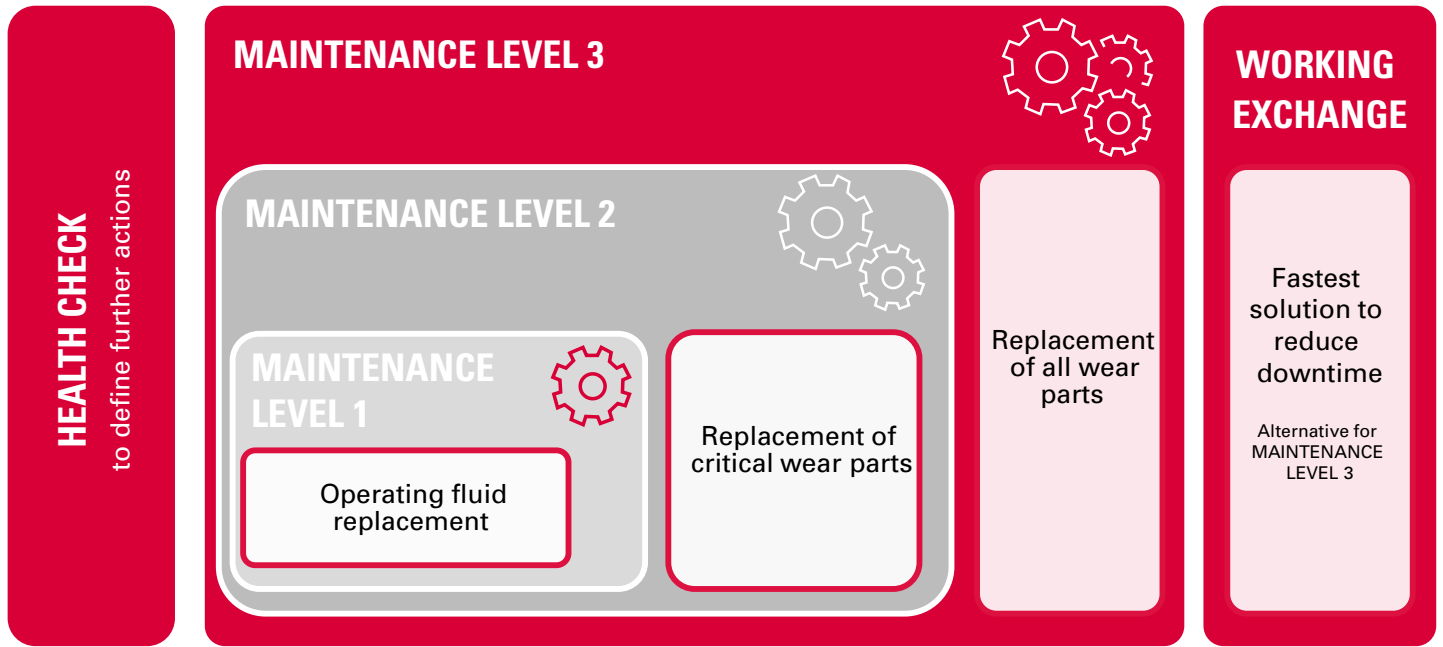 HEALTH CHECK
to define further actions
MAINTENANCE LEVEL 3
MAINTENANCE LEVEL 2
MAINTENANCE
LEVEL 1
Operating fluid
replacement
Replacement of
critical wear parts
Replacement
of all wear
parts
WORKING
EXCHANGE
Fastest
solution to
reduce
downtime
Alternative for
MAINTENANCE
LEVEL 3